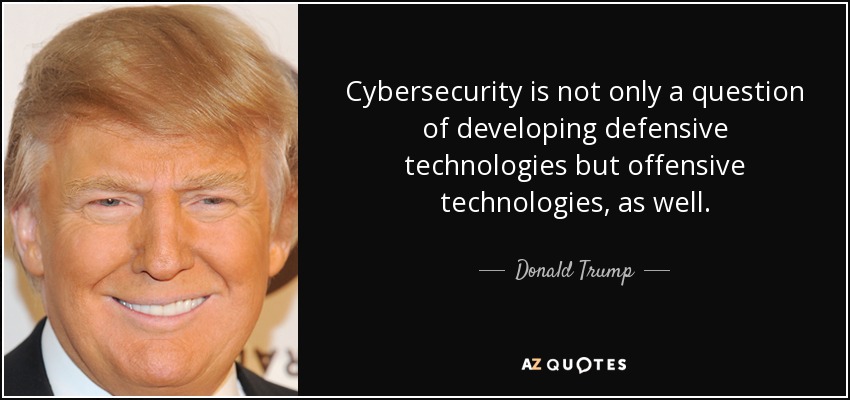 Cybersecurity is not only a question
of developing defensive
technologies but offensive
technologies, as well.
Donald Trump
AZ QUOTES